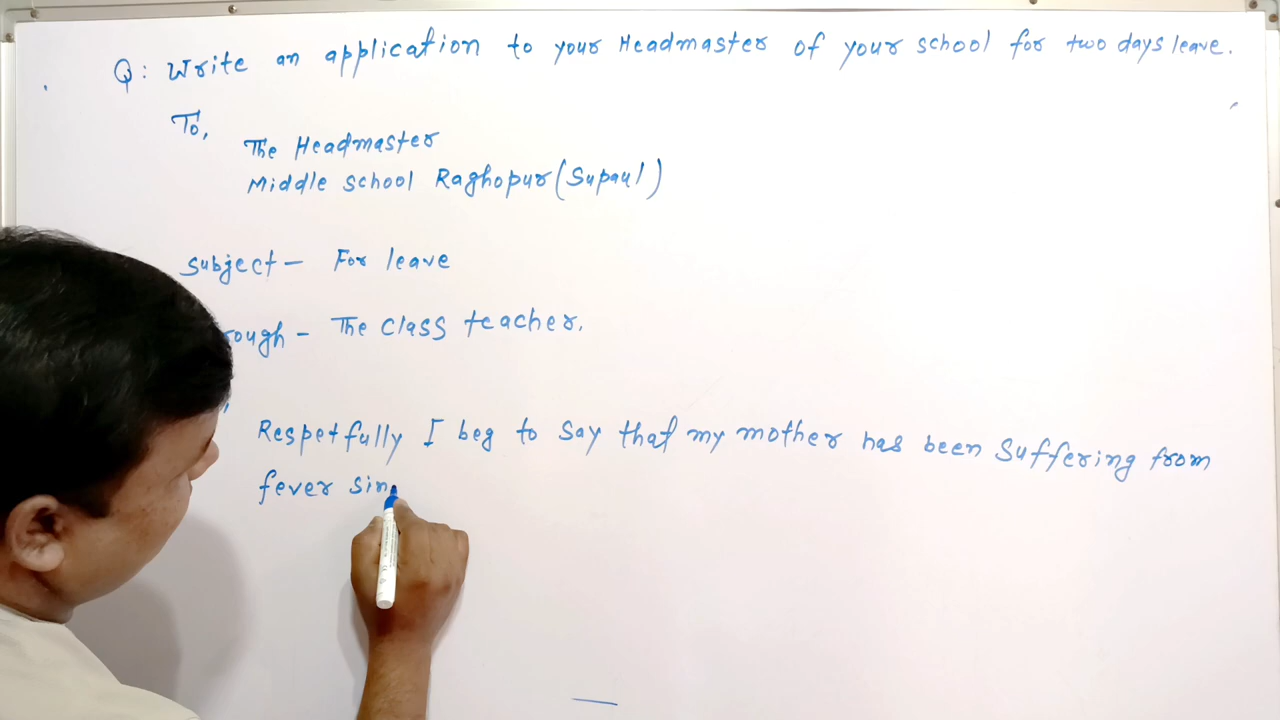 Q: Write an application to your Headmaster of your school for two days leave.
To,
The Headmaster
Middle School Raghopur (Supaul)
Subject - For leave
rough - The Class teacher.
Respetfully I beg to say that my mother has been suffering from
fever sin